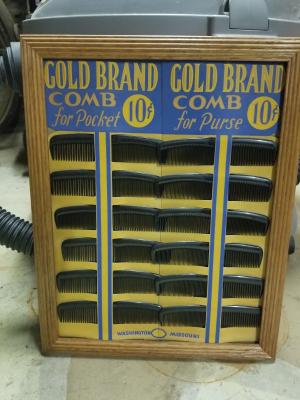 GOLD BRAND
COMB
for Pocket
10¢
GOLD BRAND
COMB
for Purse
10¢
WASHINGTON MISSOURI